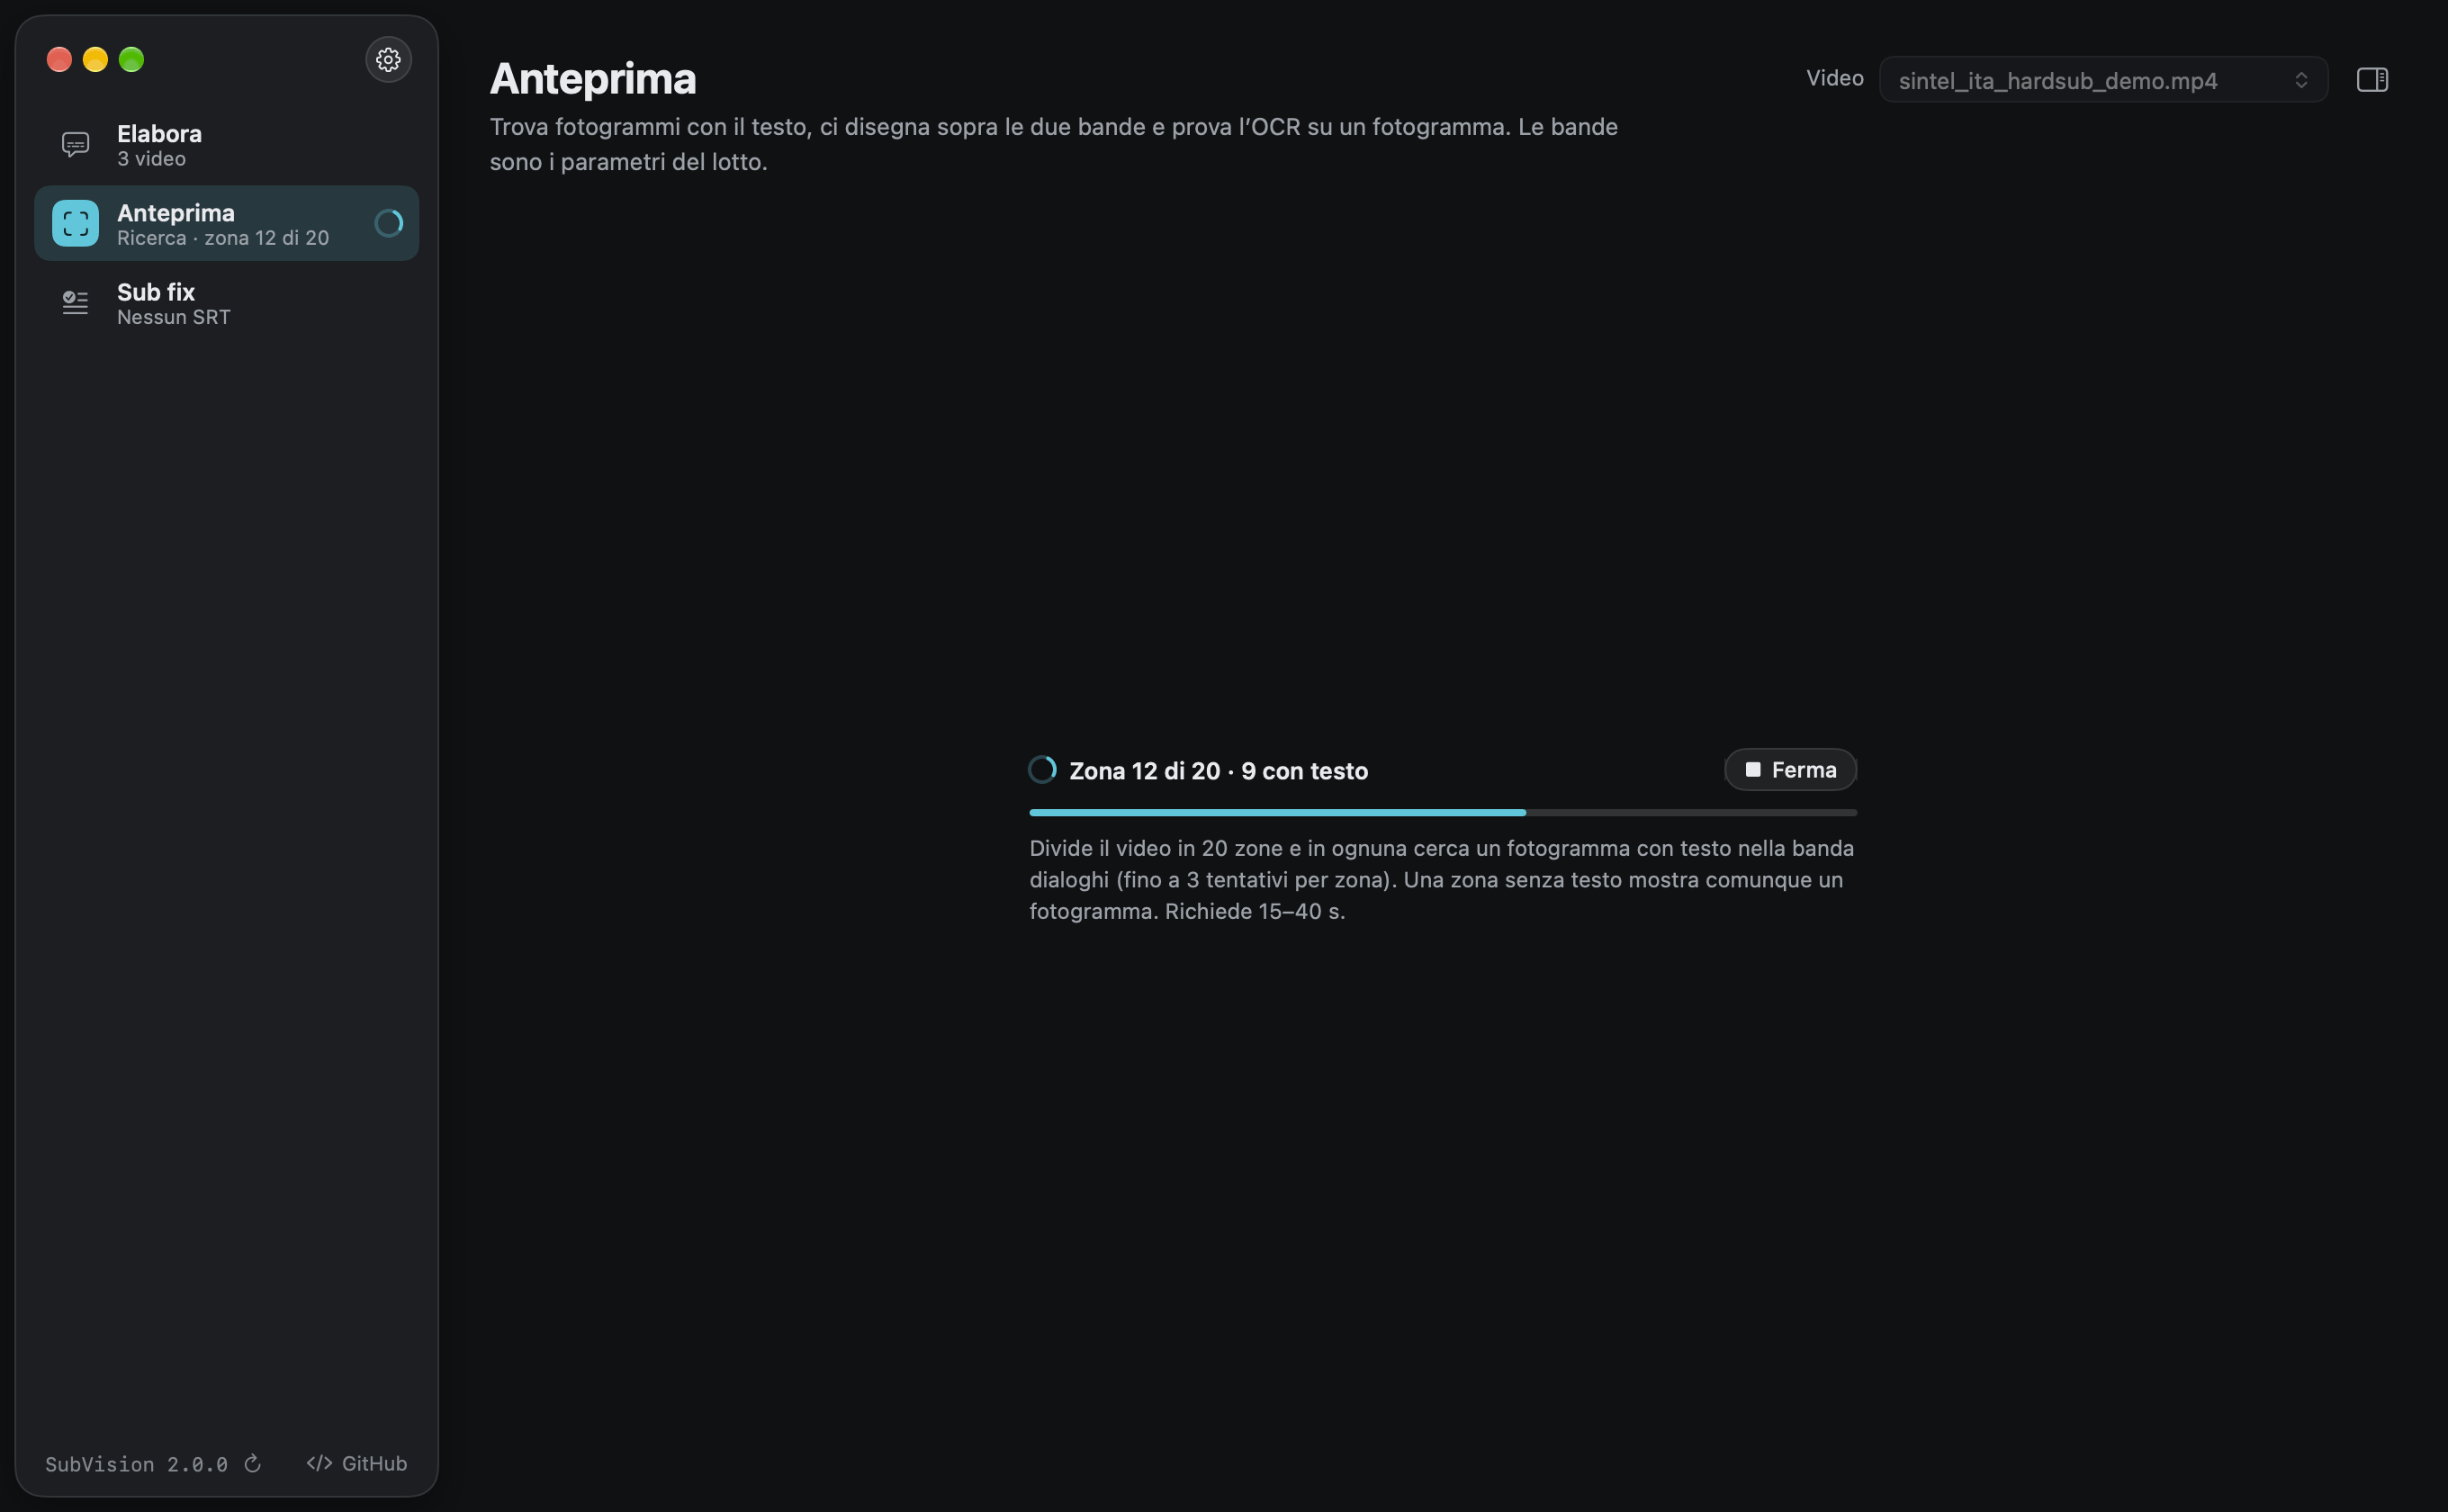 Elabora
3 video
Anteprima
Ricerca · zona 12 di 20
Sub fix
Nessun SRT
SubVision 2.0.0
</> GitHub
Anteprima
Video
sintel_ita_hardsub_demo.mp4
Trova fotogrammi con il testo, ci disegna sopra le due bande e prova l’OCR su un fotogramma. Le bande
sono i parametri del lotto.
Zona 12 di 20 · 9 con testo
Ferma
Divide il video in 20 zone e in ognuna cerca un fotogramma con testo nella banda
dialoghi (fino a 3 tentativi per zona). Una zona senza testo mostra comunque un
fotogramma. Richiede 15–40 s.